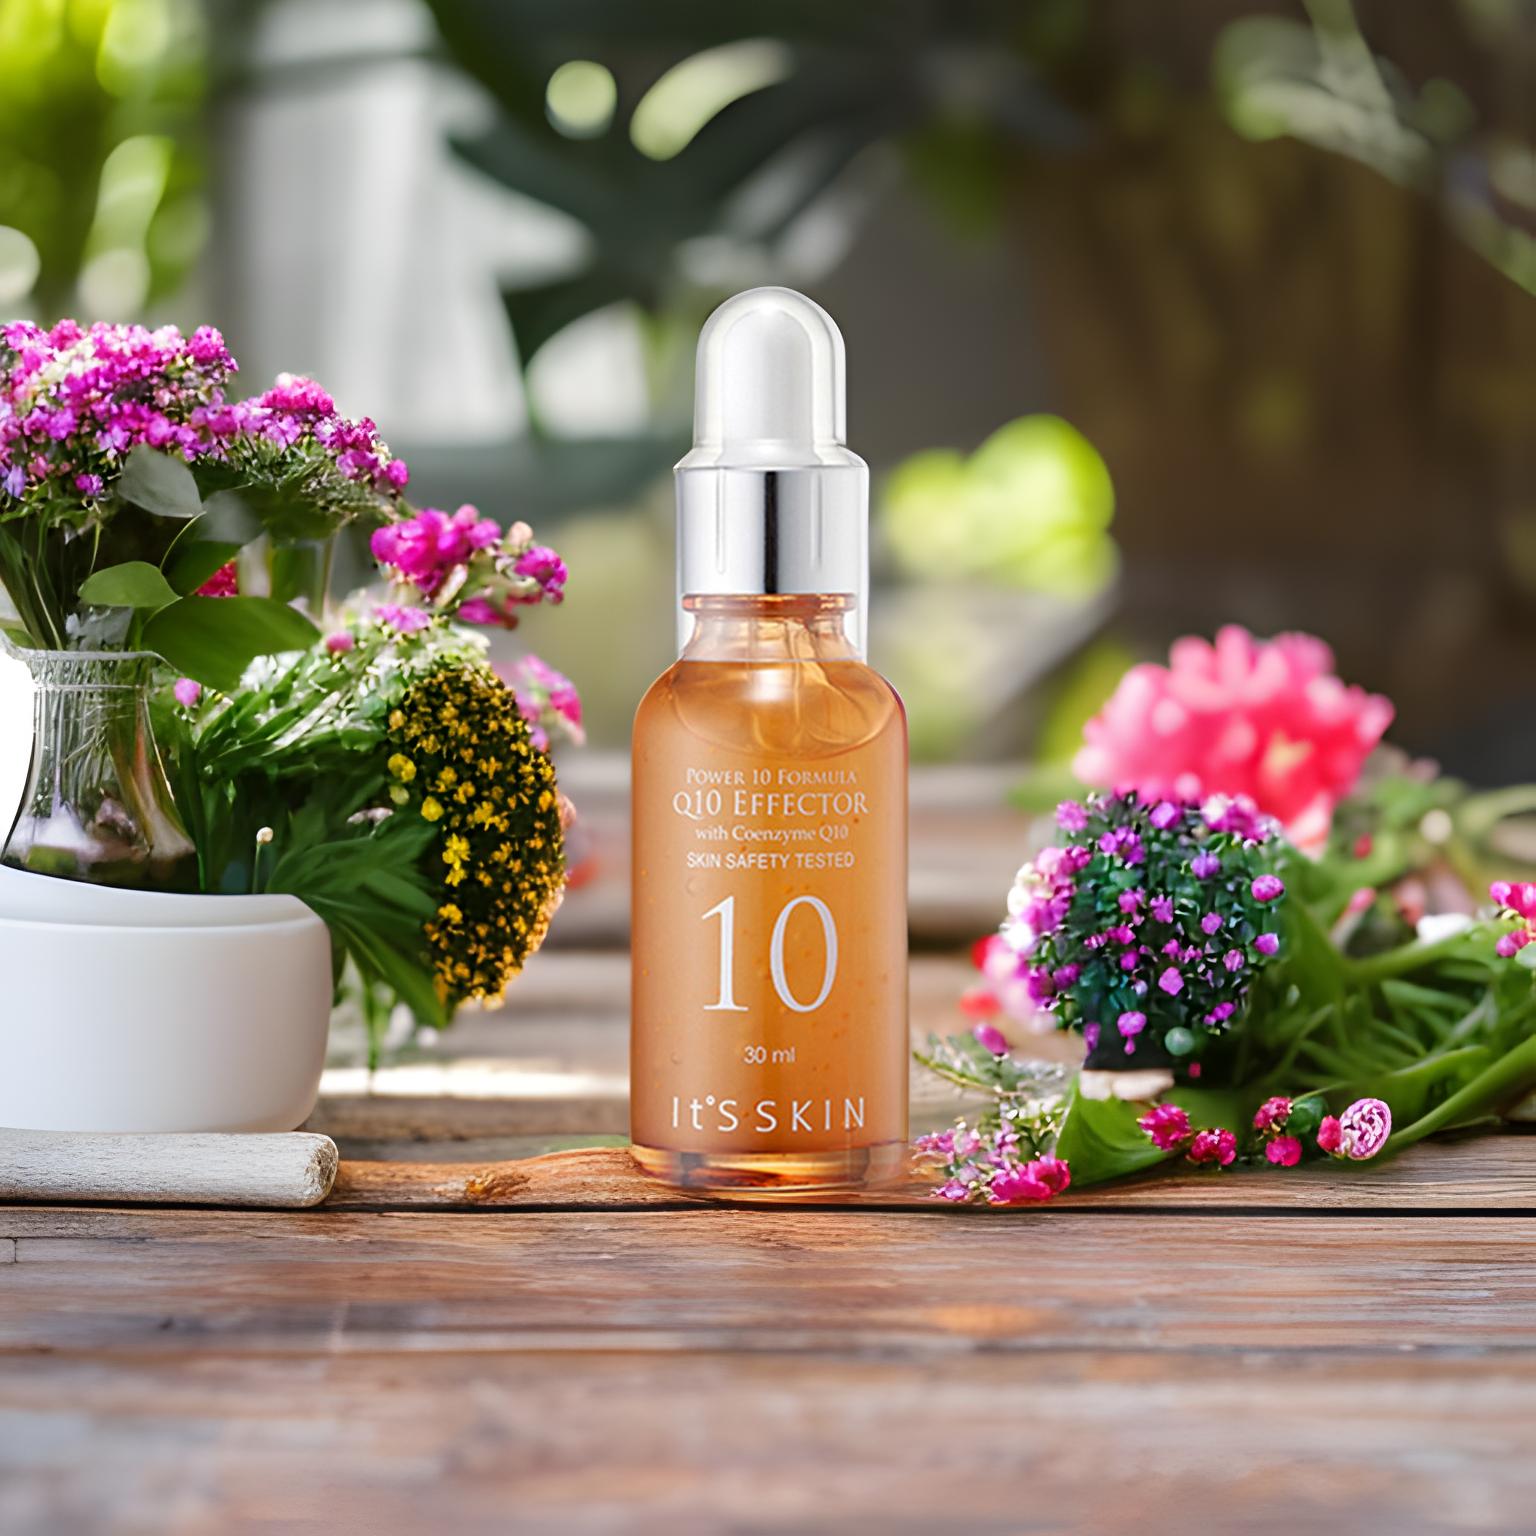 POWER 10 FORMULA
Q10 EFFECTOR
with Coenzyme Q10
SKIN SAFETY TESTED
10
30 ml
It'S SKIN